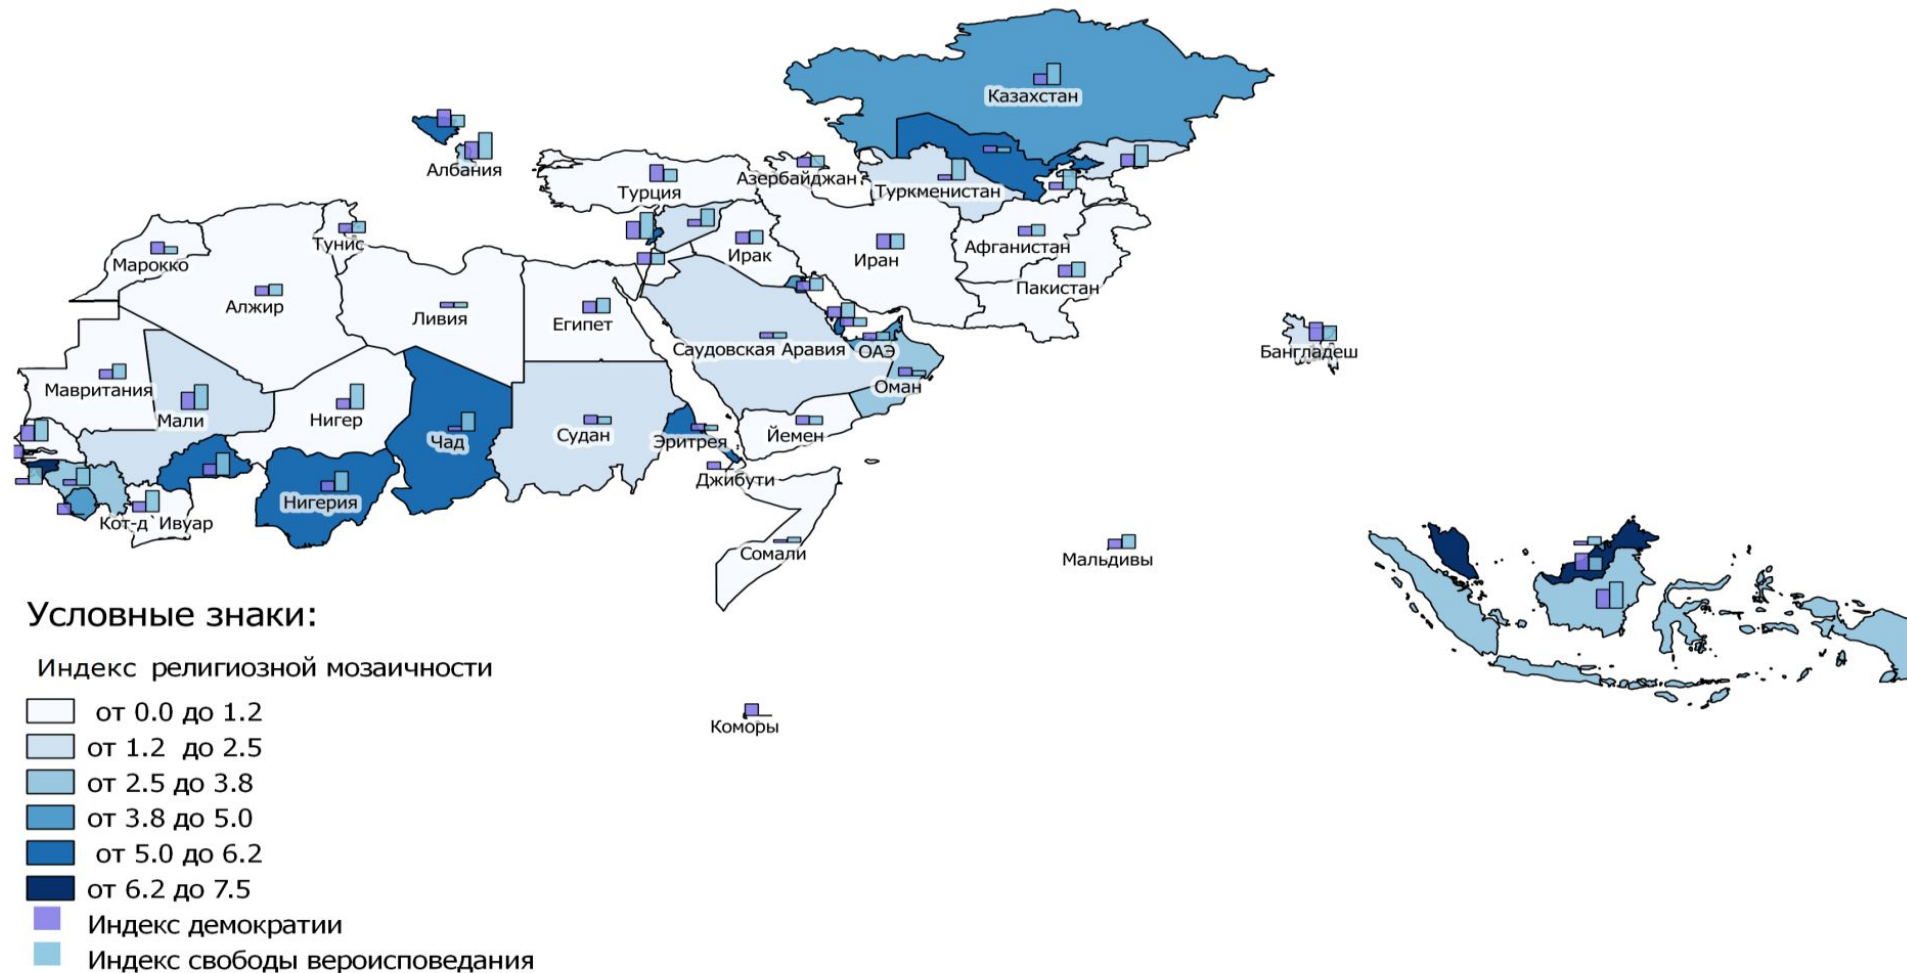 Казахстан
Албания
Турция
Азербайджан
Туркменистан
Тунис
Марокко
Ирак
Иран
Афганистан
Пакистан
Алжир
Ливия
Египет
Саудовская Аравия
ОАЭ
Бангладеш
Мавритания
Мали
Нигер
Чад
Судан
Эритрея
Йемен
Оман
Джибути
Нигерия
Кот-д`Ивуар
Сомали
Мальдивы
Коморы
Условные знаки:
Индекс религиозной мозаичности
от 0.0 до 1.2
от 1.2 до 2.5
от 2.5 до 3.8
от 3.8 до 5.0
от 5.0 до 6.2
от 6.2 до 7.5
Индекс демократии
Индекс свободы вероисповедания